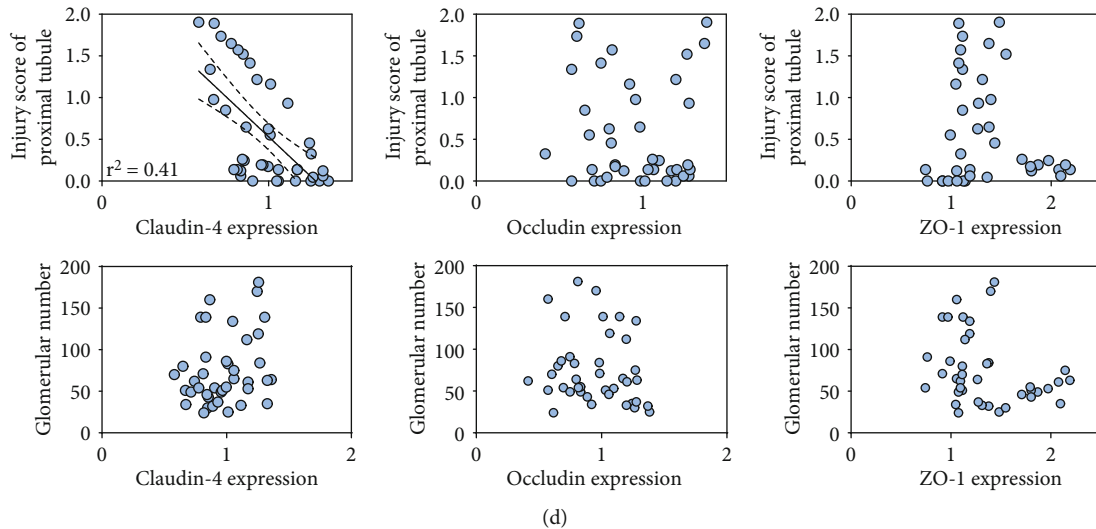 Injury score of
proximal tubule
2.0
1.5
1.0
0.5
0.0
r² = 0.41
0 1
Claudin-4 expression
Injury score of
proximal tubule
2.0
1.5
1.0
0.5
0.0
0 1
Occludin expression
Injury score of
proximal tubule
2.0
1.5
1.0
0.5
0.0
0 1 2
ZO-1 expression
Glomerular number
200
150
100
50
0
0 1 2
Claudin-4 expression
Glomerular number
200
150
100
50
0
0 1 2
Occludin expression
Glomerular number
200
150
100
50
0
0 1 2
ZO-1 expression
(d)